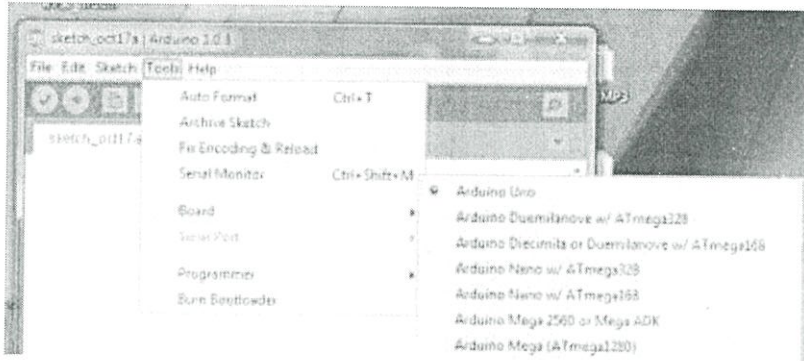 sketch_oct17a | Arduino 1.0.1
File Edit Sketch Tools Help
Auto Format Ctrl+T
MP3
Archive Sketch
sketch_oct17a
Fix Encoding & Reload
Serial Monitor Ctrl+Shift+M
Arduino Uno
Board
Arduino Duemilanove w/ ATmega328
Serial Port
Arduino Diecimila or Duemilanove w/ ATmega168
Programmer
Arduino Nano w/ ATmega328
Burn Bootloader
Arduino Nano w/ ATmega168
Arduino Mega 2560 or Mega ADK
Arduino Mega (ATmega1280)